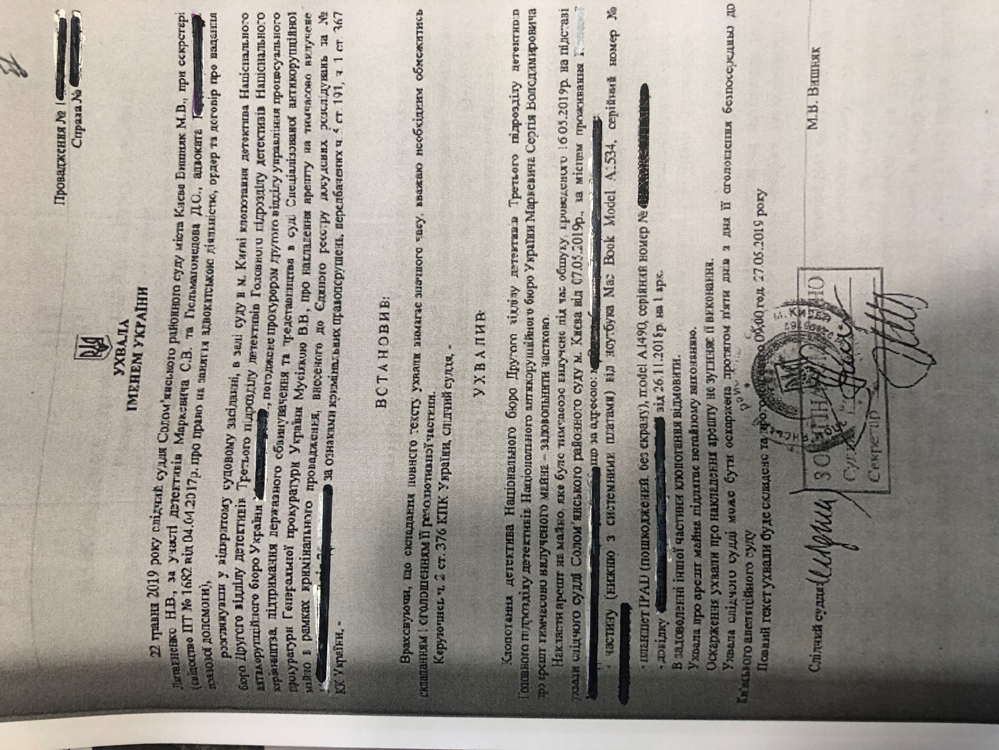 Провадження №
Справа №
УХВАЛА
ІМЕНЕМ УКРАЇНИ
22 травня 2019 року слідчий суддя Солом'янського районного суду міста Києва Вишняк М.В., при секретарі
Литвиненко Н.В., за участі детективів Маркевича С.В. та Гюльмагомедова Д.О., адвоката
(свідоцтво ПТ № 1682 від 04.04.2017р. про право на заняття адвокатською діяльністю, ордер та договір про надання
правової допомоги),
розглянувши у відкритому судовому засіданні, в залі суду в м. Києві клопотання детектива Національного
бюро Другого відділу детективів Третього підрозділу детективів Головного підрозділу детективів Національного
антикорупційного бюро України , погоджене прокурором другого відділу управління процесуального
керівництва, підтримання державного обвинувачення та представництва в суді Спеціалізованої антикорупційної
прокуратури Генеральної прокуратури України Мусіякою В.В., про накладення арешту на тимчасово вилучене
майно в рамках кримінального провадження, внесеного до Єдиного реєстру досудових розслідувань за №
за ознаками кримінальних правопорушень, передбачених ч. 5 ст. 191, ч. 1 ст. 367
КК України, -
ВСТАНОВИВ:
Враховуючи, що складання повного тексту ухвали вимагає значного часу, вважаю необхідним обмежитись
складанням і оголошенням її резолютивної частини.
Керуючись ч. 2 ст. 376 КПК України, слідчий суддя, -
УХВАЛИВ:
Клопотання детектива Національного бюро Другого відділу детективів Третього підрозділу детективів
Головного підрозділу детективів Національного антикорупційного бюро України Маркевича Сергія Володимировича
про арешт тимчасово вилученого майна – задовольнити частково.
Накласти арешт на майно, яке було тимчасово вилучене під час обшуку, проведеного 16.05.2019р. на підставі
ухвали слідчого судді Солом'янського районного суду м. Києва від 07.05.2019р., за місцем проживання
що за адресою:
- частину (нижню з системними платами) від ноутбука Mac Book Model A1534, серійний номер №
- планшет IPAD (пошкоджений, без екрану), model A1490, серійний номер №
- довідку від 26.11.2018р. на 1 арк.
В задоволенні іншої частини клопотання відмовити.
Ухвала про арешт майна підлягає негайному виконанню.
Оскарження ухвали про накладення арешту не зупиняє її виконання.
Ухвала слідчого судді може бути оскаржена протягом п'яти днів з дня її оголошення безпосередньо до
Київського апеляційного суду
Повний текст ухвали буде складено та 08.00 год. 27.05.2019 року
Слідчий суддя М.В. Вишняк
З ОРИГІНАЛОМ
Секретар
М. КИЄВА